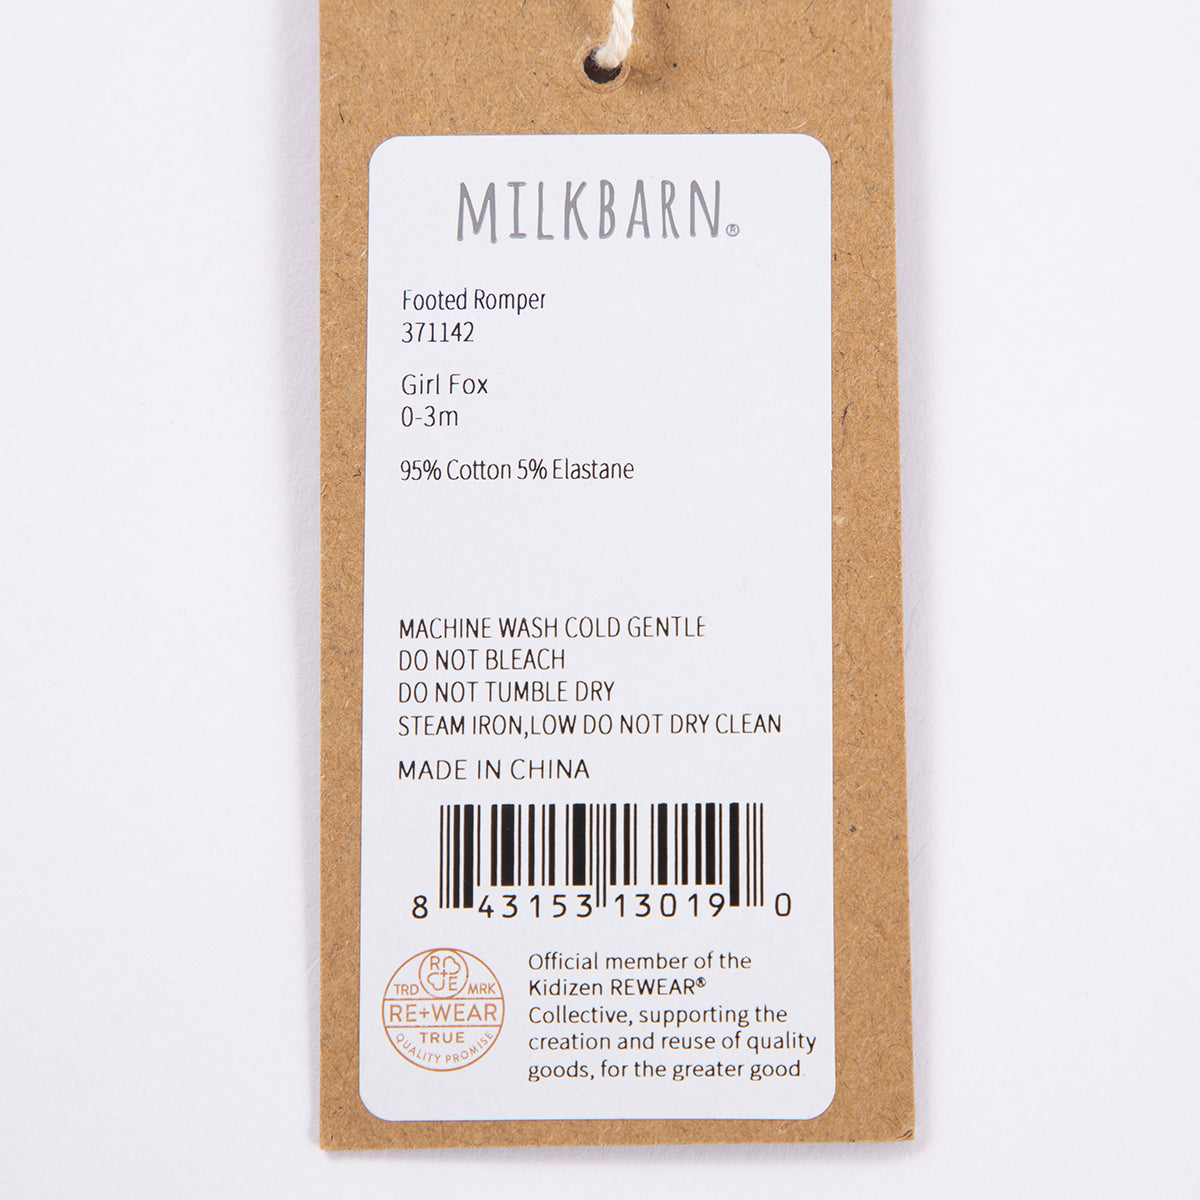 MILKBARN®
Footed Romper
371142
Girl Fox
0-3m
95% Cotton 5% Elastane
MACHINE WASH COLD GENTLE
DO NOT BLEACH
DO NOT TUMBLE DRY
STEAM IRON,LOW DO NOT DRY CLEAN
MADE IN CHINA
8 43153 13019 0
R+E
TRD MRK
RE+WEAR
TRUE
QUALITY PROMISE
Official member of the
Kidizen REWEAR®
Collective, supporting the
creation and reuse of quality
goods, for the greater good